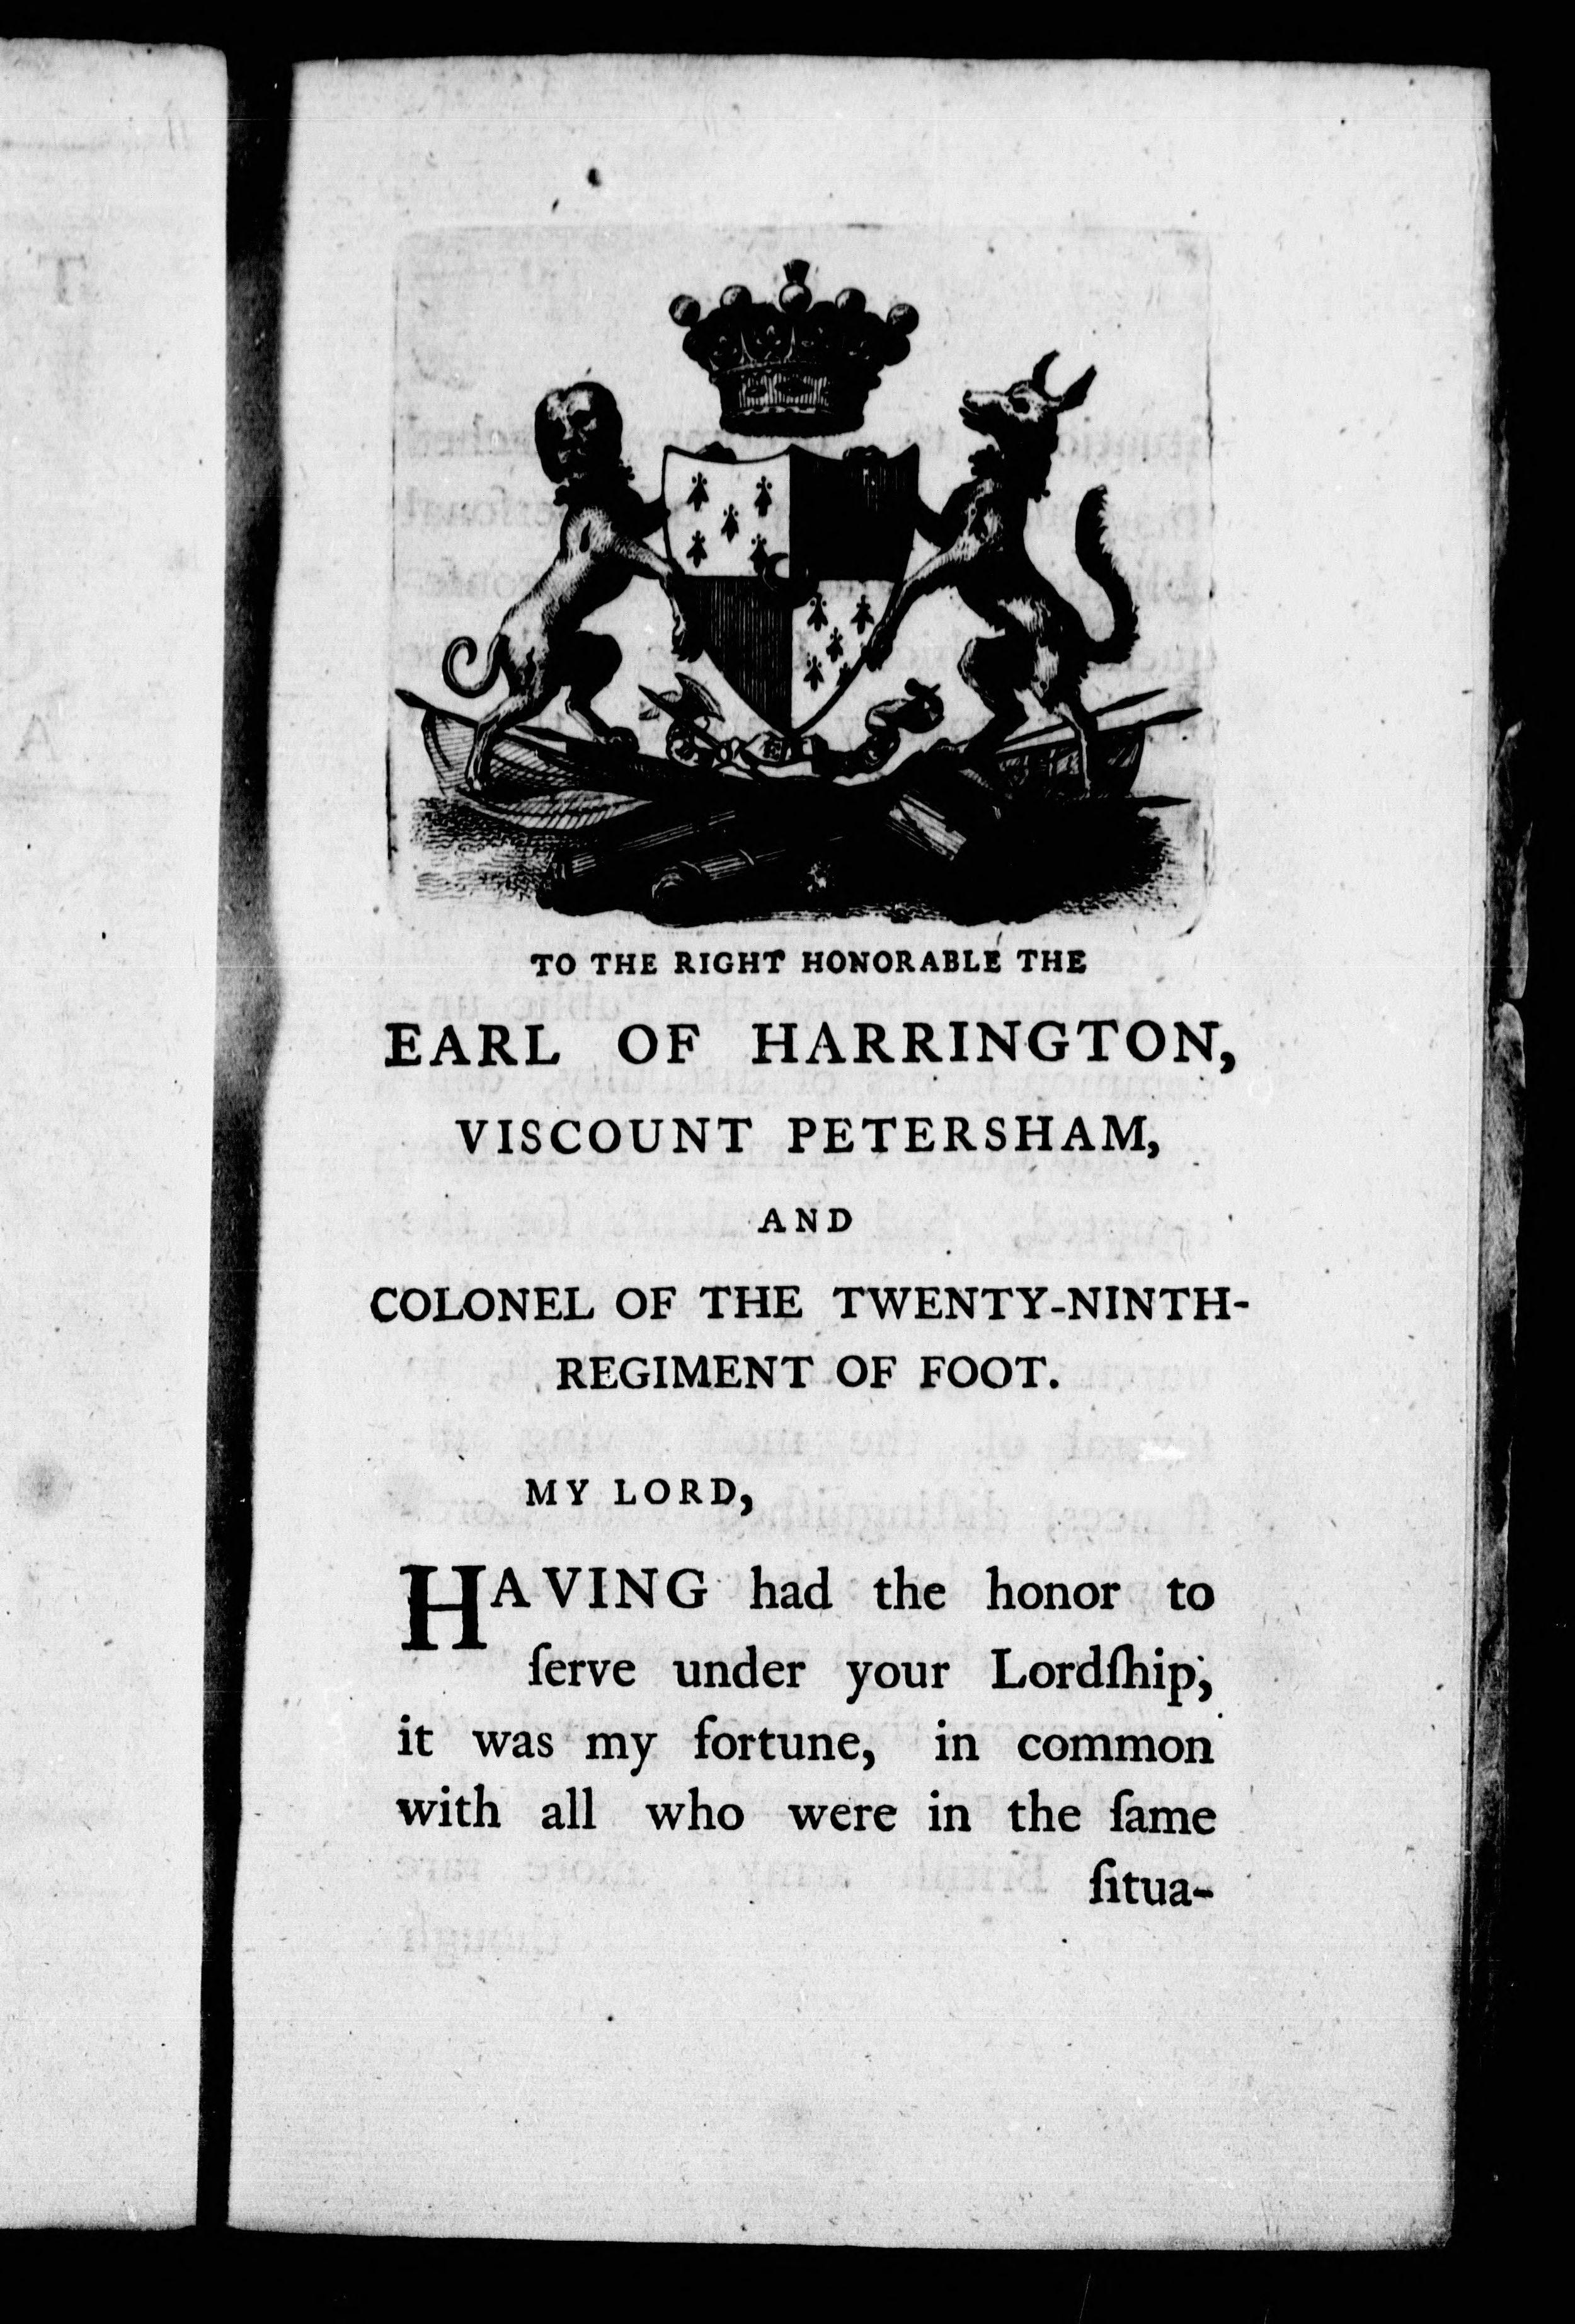 TO THE RIGHT HONORABLE THE
EARL OF HARRINGTON,
VISCOUNT PETERSHAM,
AND
COLONEL OF THE TWENTY-NINTH-
REGIMENT OF FOOT.
MY LORD,
HAVING had the honor to
ſerve under your Lordſhip,
it was my fortune, in common
with all who were in the ſame
ſitua-